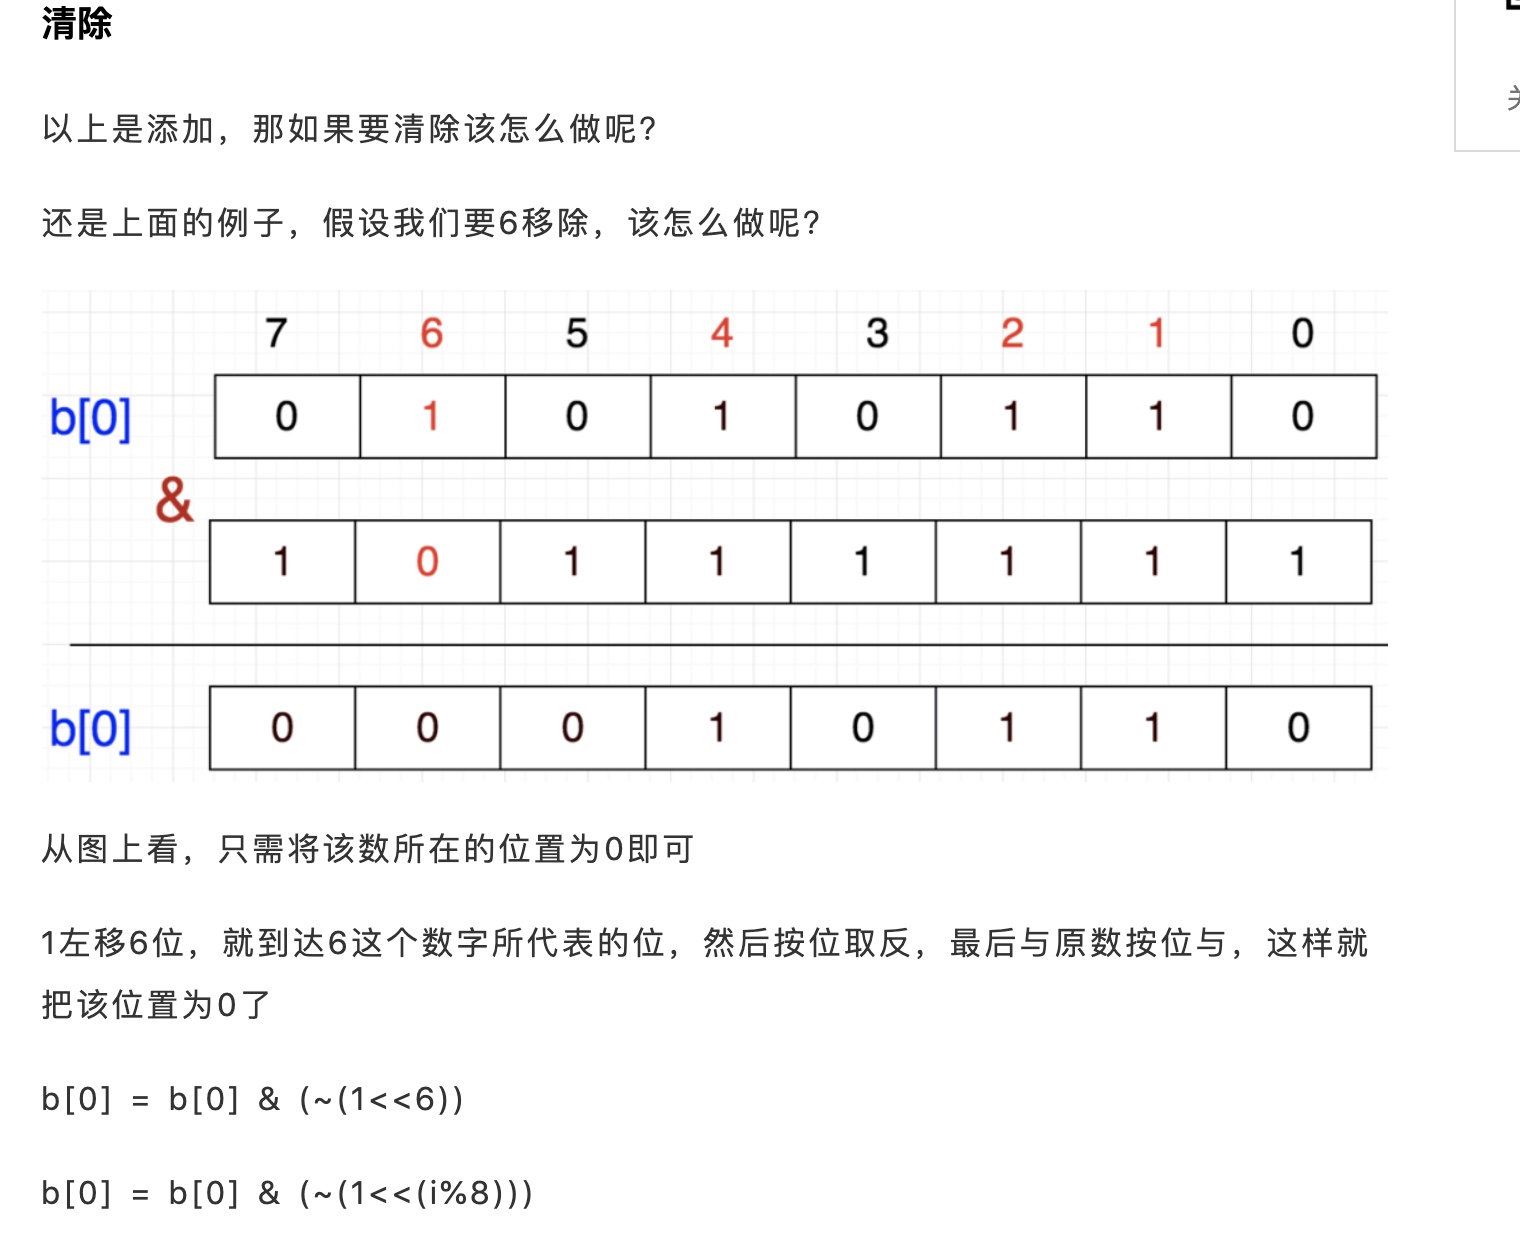 清除
以上是添加，那如果要清除该怎么做呢？
还是上面的例子，假设我们要6移除，该怎么做呢？
7 6 5 4 3 2 1 0
b[0] 0 1 0 1 0 1 1 0
&
1 0 1 1 1 1 1 1
b[0] 0 0 0 1 0 1 1 0
从图上看，只需将该数所在的位置为0即可
1左移6位，就到达6这个数字所代表的位，然后按位取反，最后与原数按位与，这样就
把该位置为0了
b[0] = b[0] & (~(1<<6))
b[0] = b[0] & (~(1<<(i%8)))